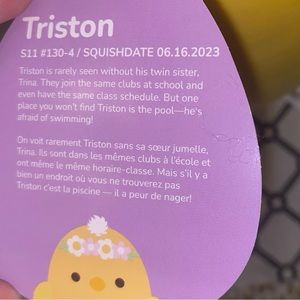 Triston
S11 #130-4 / SQUISHDATE 06.16.2023
Triston is rarely seen without his twin sister,
Trina. They join the same clubs at school and
even have the same class schedule. But one
place you won't find Triston is the pool—he's
afraid of swimming!
On voit rarement Triston sans sa sœur jumelle,
Trina. Ils sont dans les mêmes clubs à l'école et
ont même le même horaire-classe. Mais s'il y a
bien un endroit où vous ne trouverez pas
Triston c'est la piscine — il a peur de nager!